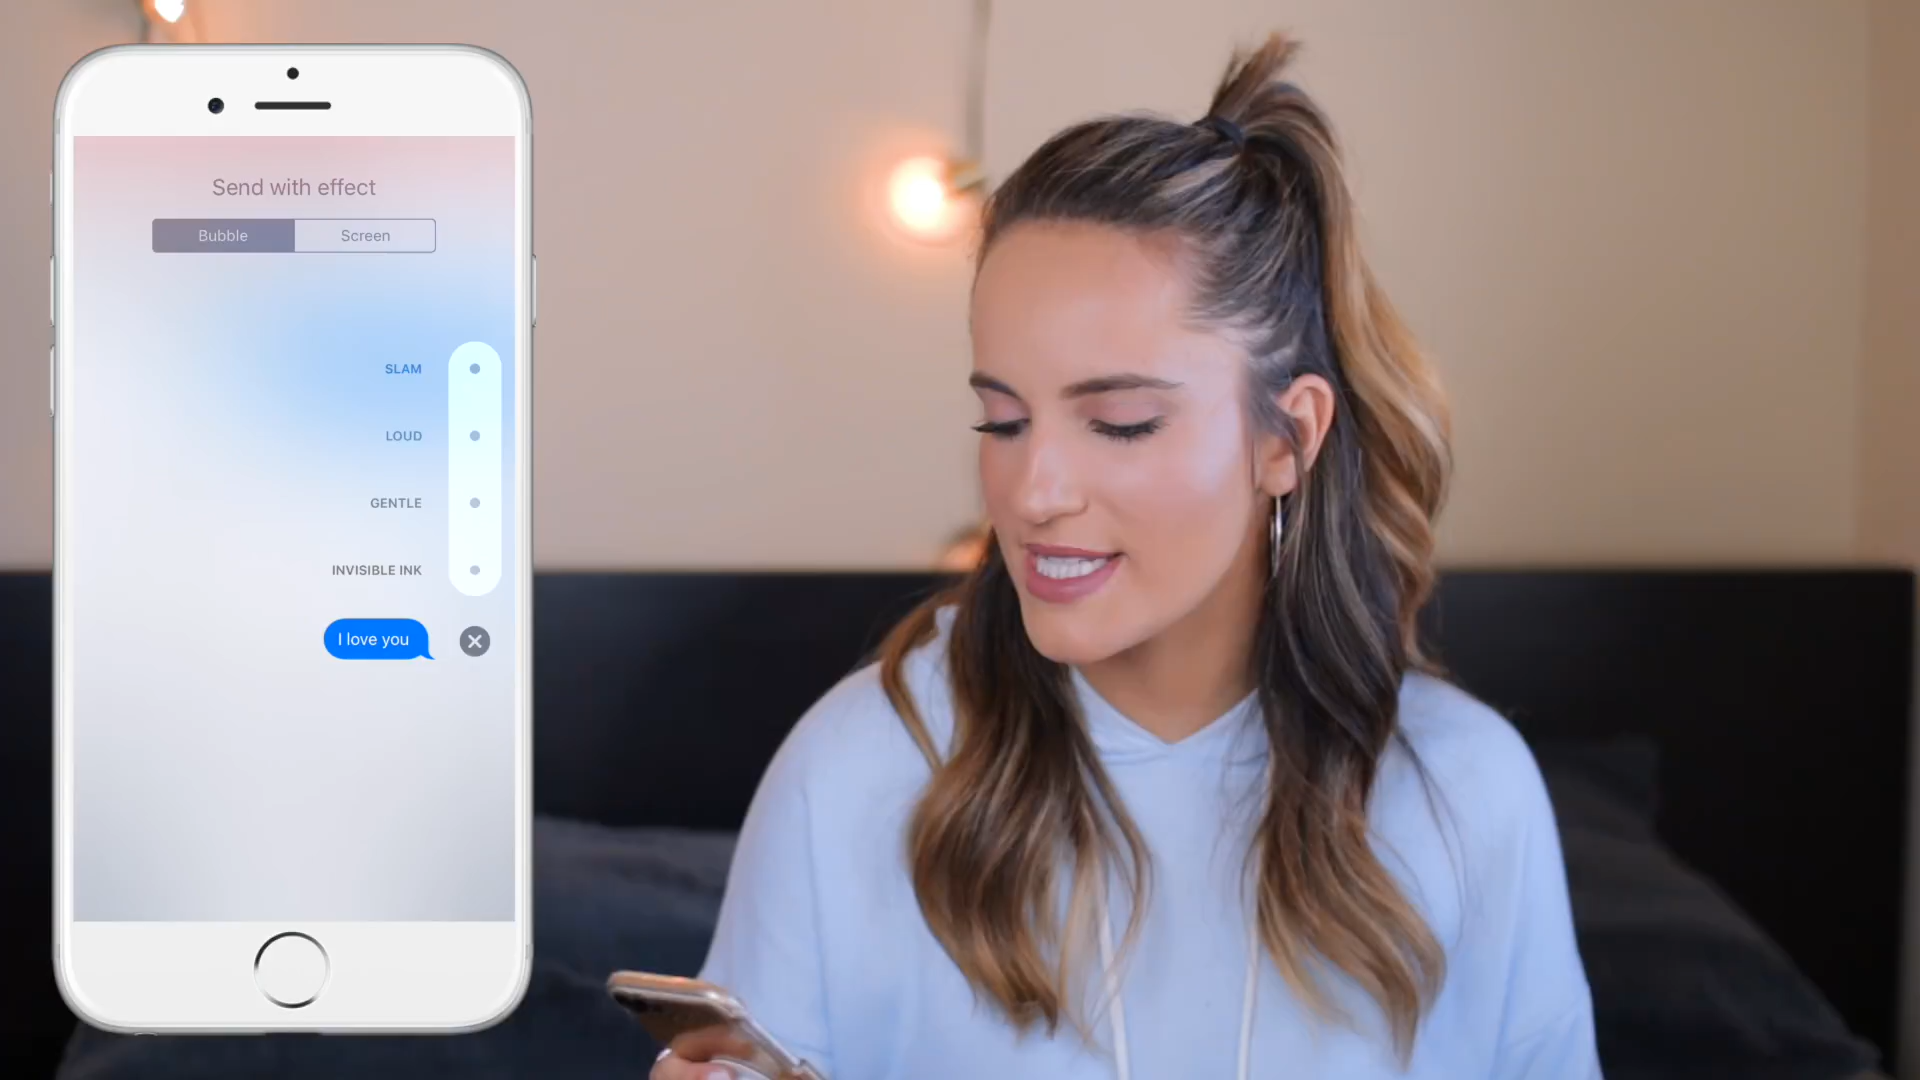 Send with effect
Bubble Screen
SLAM
LOUD
GENTLE
INVISIBLE INK
I love you